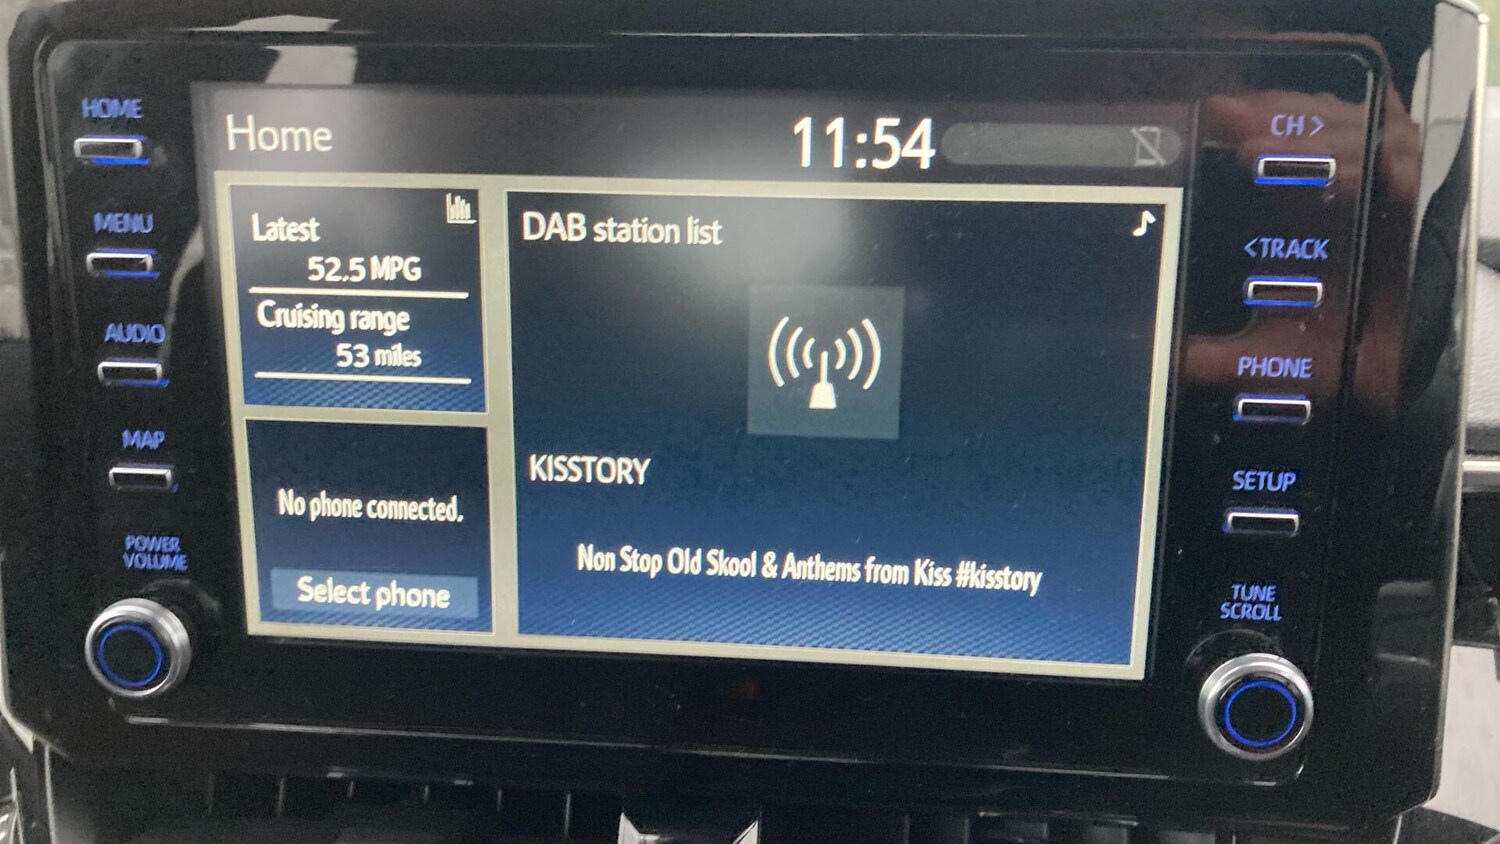 HOME
MENU
AUDIO
MAP
POWER
VOLUME
Home
11:54
Latest
52.5 MPG
Cruising range
53 miles
No phone connected.
Select phone
DAB station list
KISSTORY
Non Stop Old Skool & Anthems from Kiss #kisstory
CH >
<TRACK
PHONE
SETUP
TUNE
SCROLL